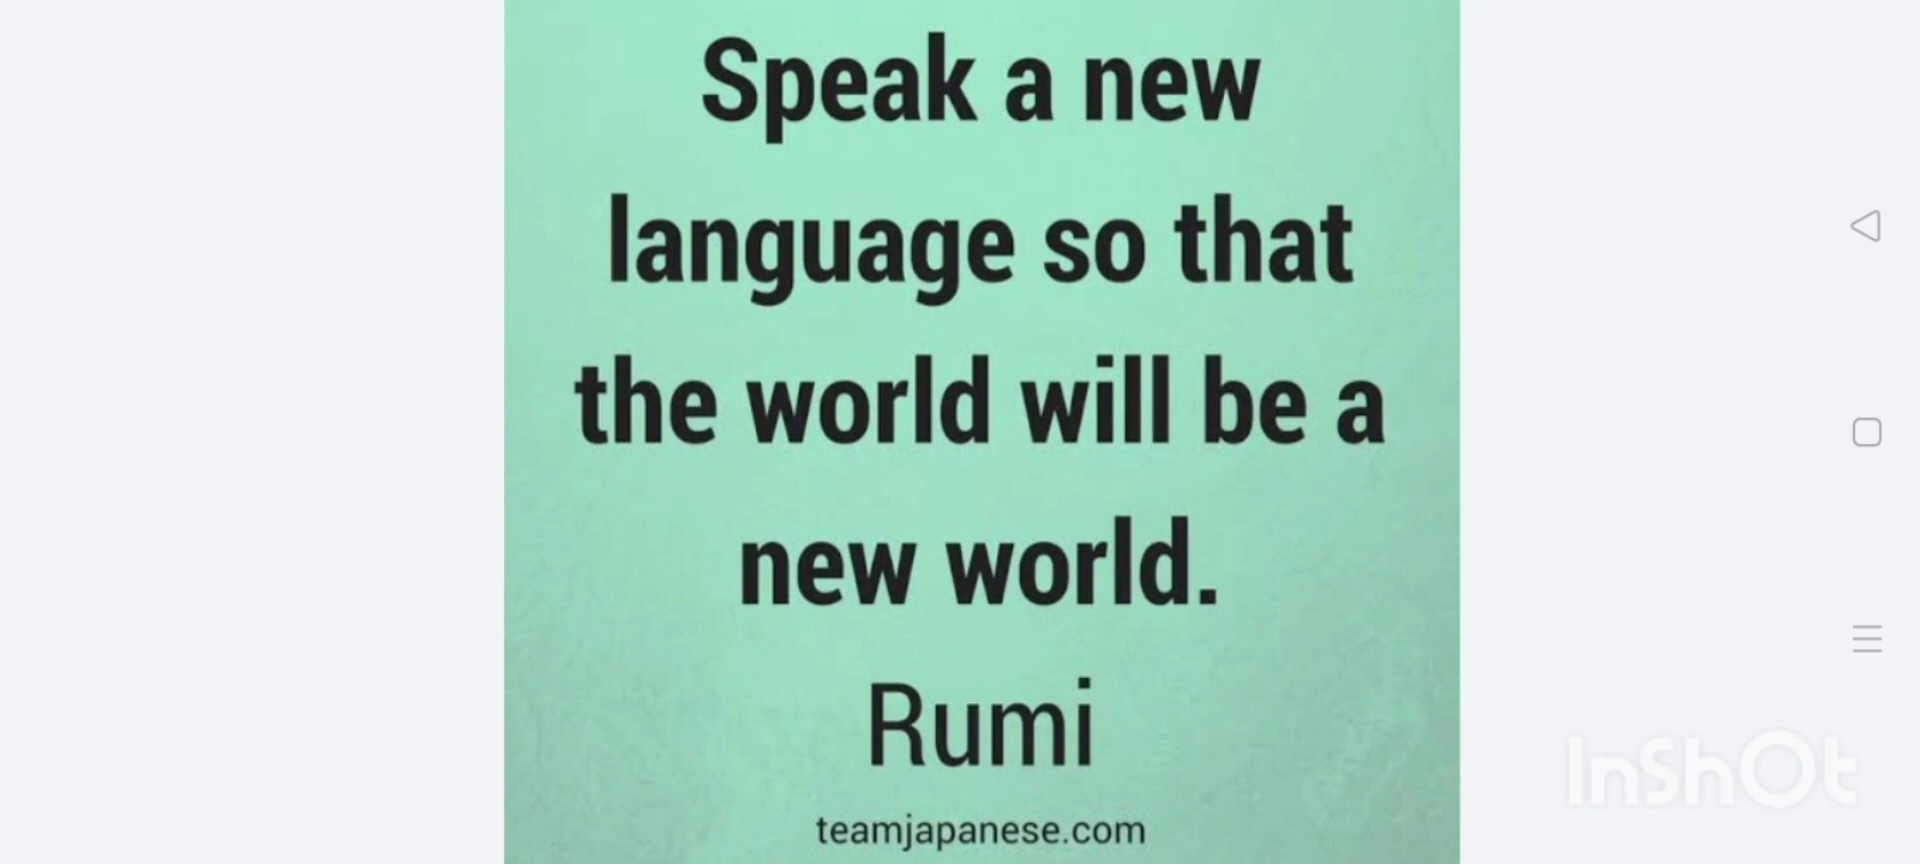 Speak a new
language so that
the world will be a
new world.
Rumi
teamjapanese.com
InShOt